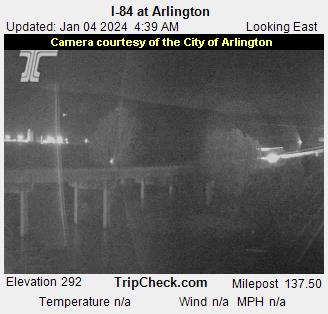 I-84 at Arlington
Updated: Jan 04 2024 4:39 AM Looking East
Camera courtesy of the City of Arlington
Elevation 292 TripCheck.com Milepost 137.50
Temperature n/a Wind n/a MPH n/a